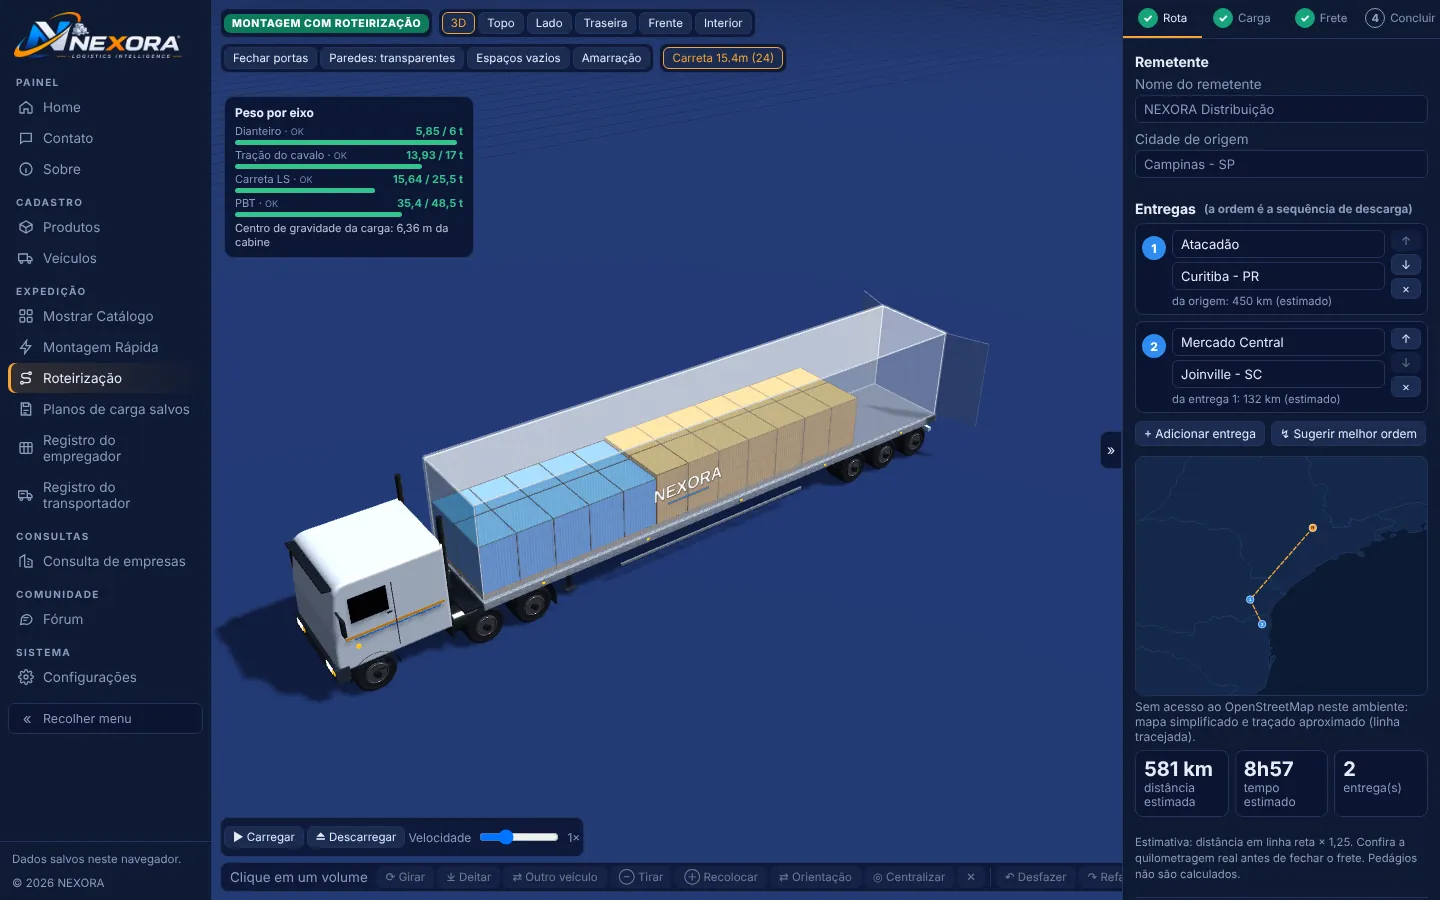 NEXORA
LOGISTICS INTELLIGENCE
PAINEL
Home
Contato
Sobre
CADASTRO
Produtos
Veículos
EXPEDIÇÃO
Mostrar Catálogo
Montagem Rápida
Roteirização
Planos de carga salvos
Registro do
empregador
Registro do
transportador
CONSULTAS
Consulta de empresas
COMUNIDADE
Fórum
SISTEMA
Configurações
« Recolher menu
Dados salvos neste navegador.
© 2026 NEXORA
MONTAGEM COM ROTEIRIZAÇÃO 3D Topo Lado Traseira Frente Interior
Fechar portas Paredes: transparentes Espaços vazios Amarração Carreta 15.4m (24)
Peso por eixo
Dianteiro · OK 5,85 / 6 t
Tração do cavalo · OK 13,93 / 17 t
Carreta LS · OK 15,64 / 25,5 t
PBT · OK 35,4 / 48,5 t
Centro de gravidade da carga: 6,36 m da
cabine
NEXORA
▶ Carregar ⏏ Descarregar Velocidade 1×
Clique em um volume ⟳ Girar ⤓ Deitar ⇄ Outro veículo − Tirar + Recolocar ⇄ Orientação ◎ Centralizar × ↶ Desfazer ↷ Refa
»
✓ Rota ✓ Carga ✓ Frete 4 Concluir
Remetente
Nome do remetente
NEXORA Distribuição
Cidade de origem
Campinas - SP
Entregas (a ordem é a sequência de descarga)
1 Atacadão ↑
Curitiba - PR ↓
da origem: 450 km (estimado) ×
2 Mercado Central ↑
Joinville - SC ↓
da entrega 1: 132 km (estimado) ×
+ Adicionar entrega ↯ Sugerir melhor ordem
1
2
Sem acesso ao OpenStreetMap neste ambiente:
mapa simplificado e traçado aproximado (linha
tracejada).
581 km 8h57 2
distância tempo entrega(s)
estimada estimado
Estimativa: distância em linha reta × 1,25. Confira a
quilometragem real antes de fechar o frete. Pedágios
não são calculados.